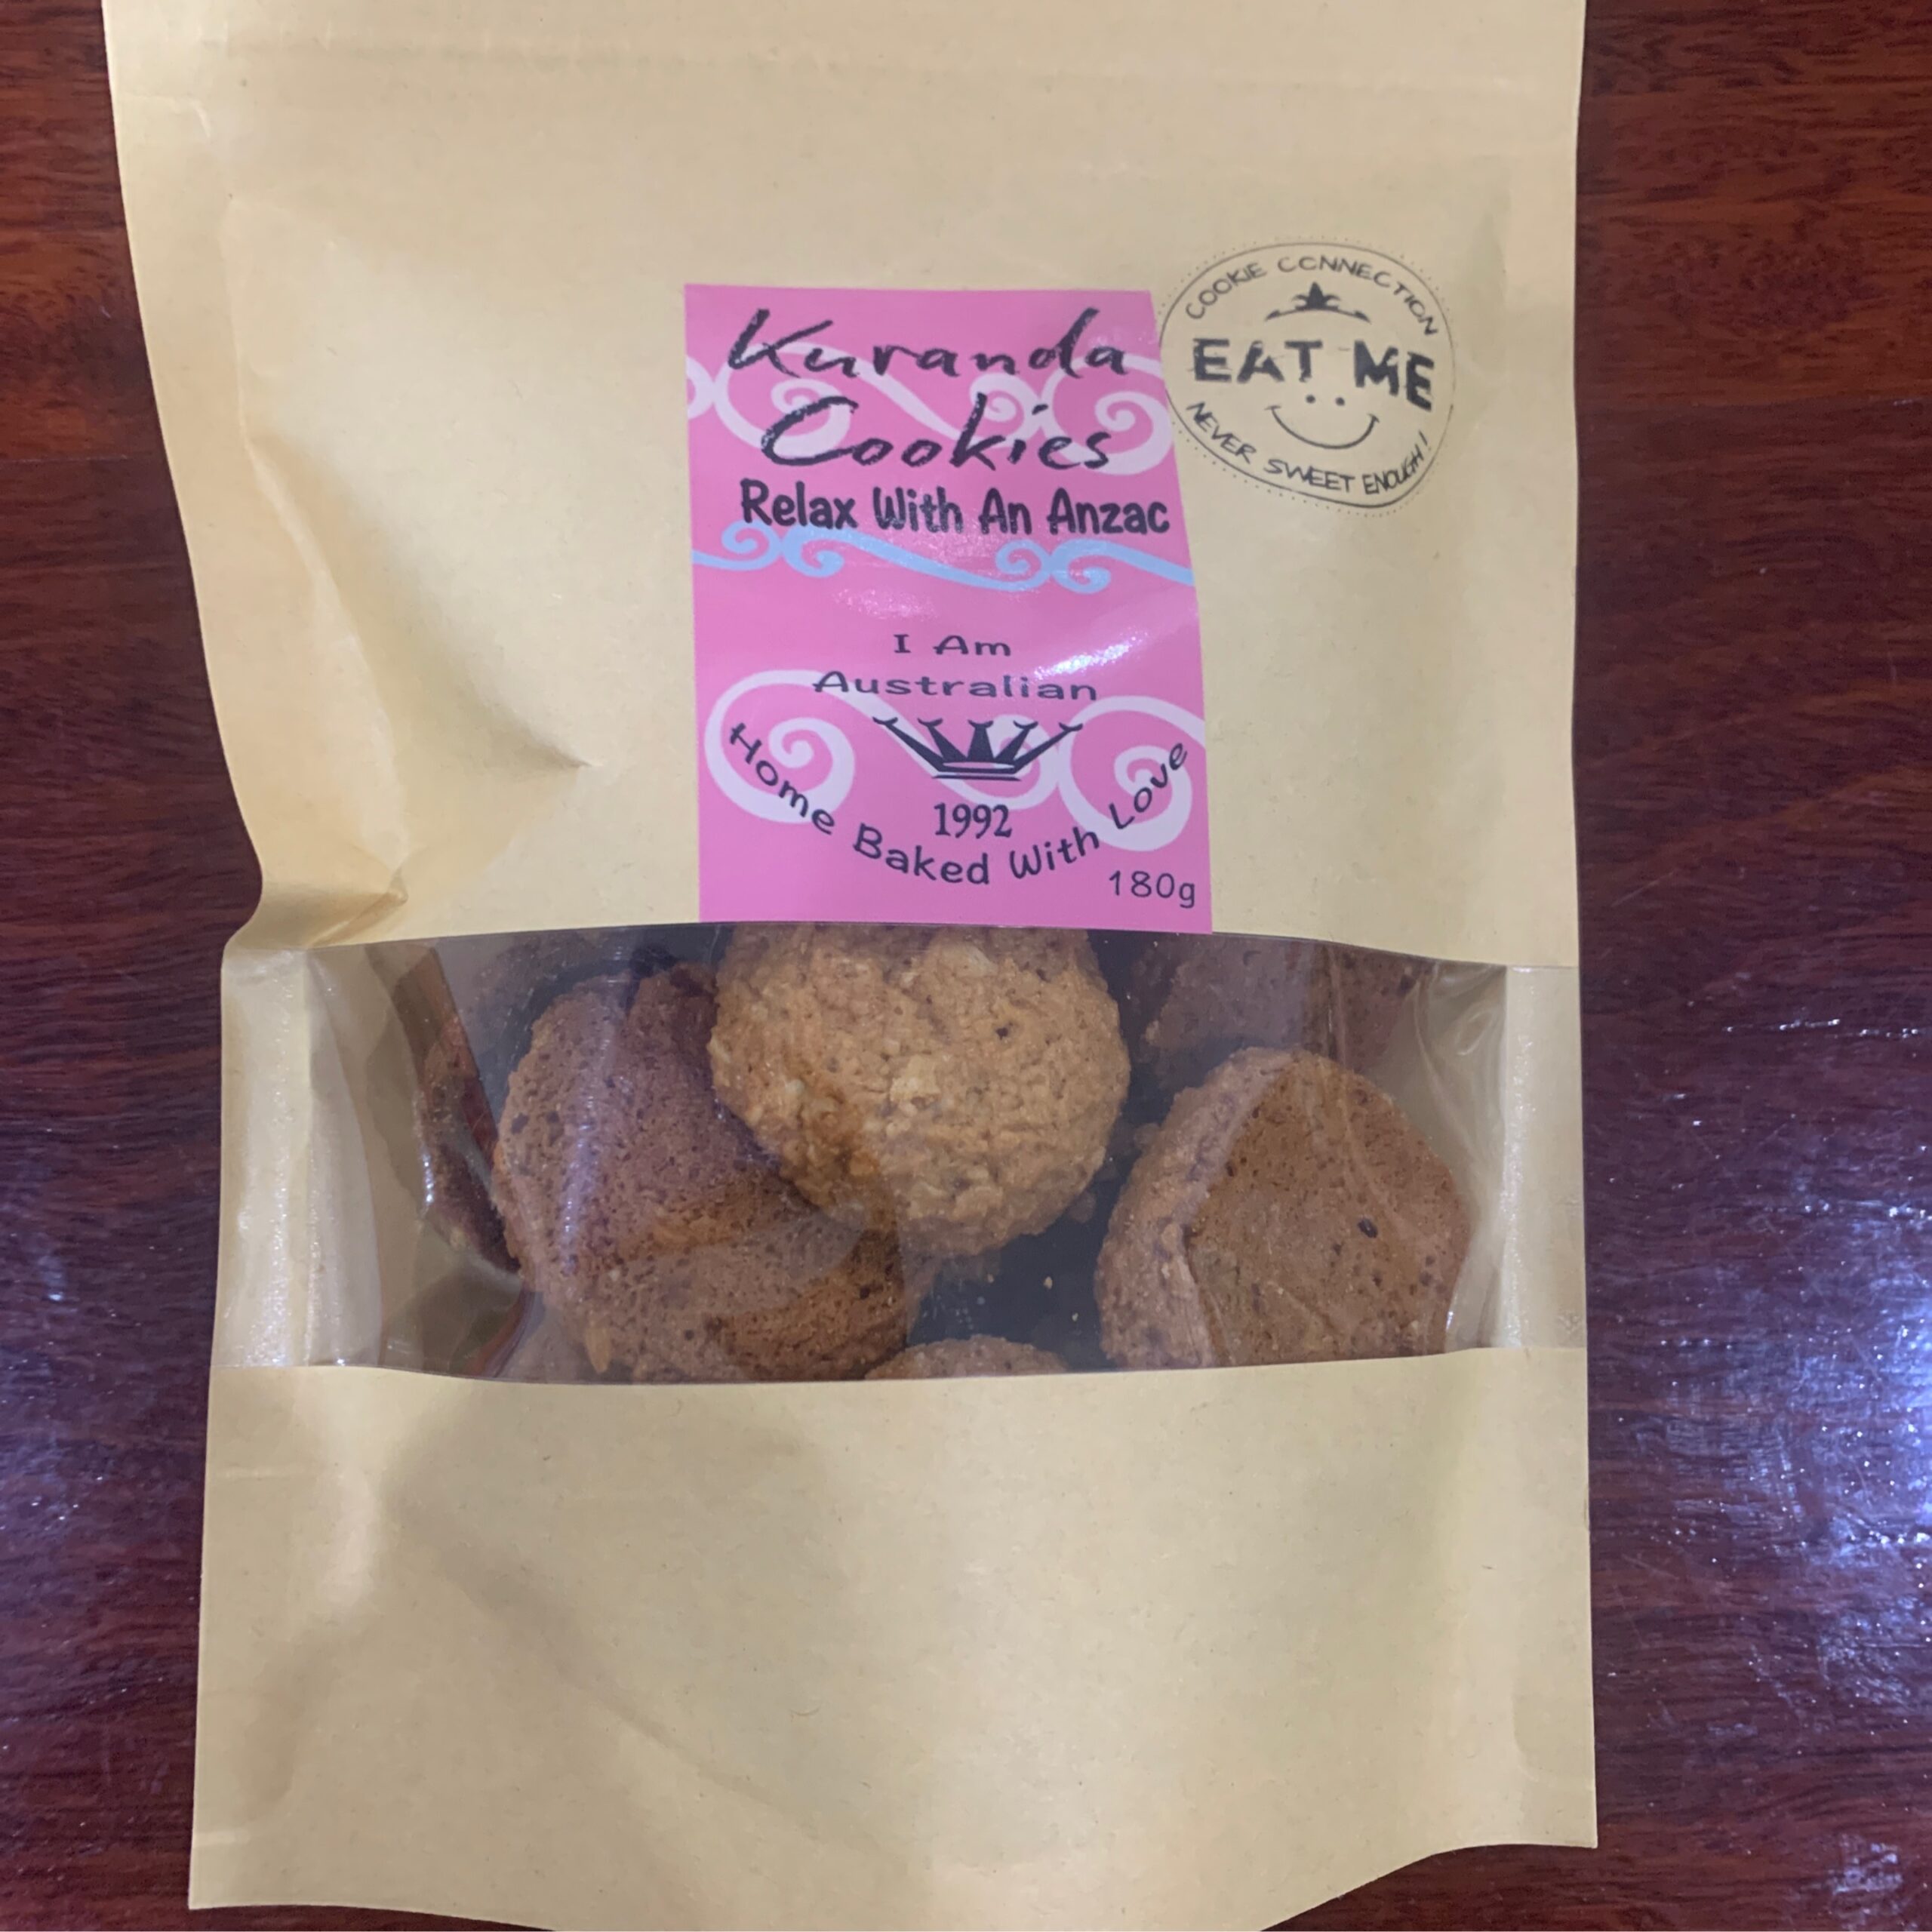 Kuranda
Cookies
Relax With An Anzac
I Am
Australian
1992
Home Baked With Love
180g
COOKIE CONNECTION
EAT ME
NEVER SWEET ENOUGH!